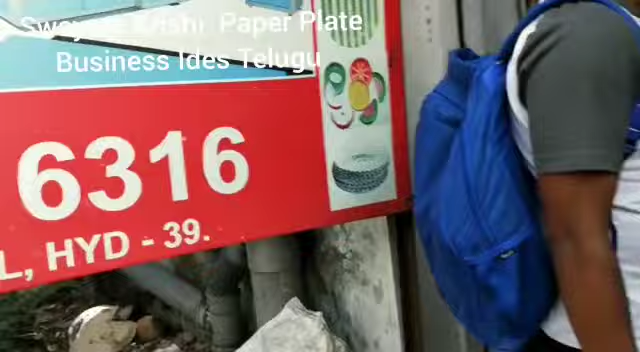 Paper Plate
Business Ides Telugu
6316
L, HYD - 39.